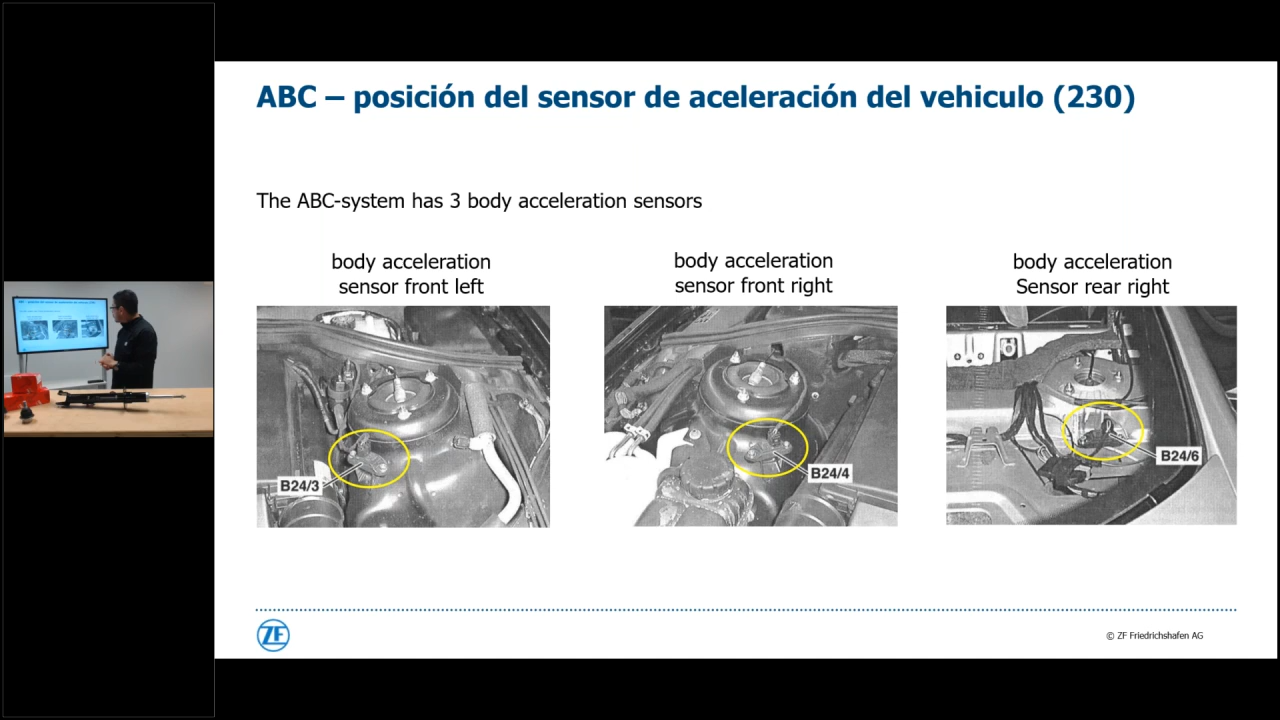 ABC – posición del sensor de aceleración del vehiculo (230)
The ABC-system has 3 body acceleration sensors
body acceleration
sensor front left
body acceleration
sensor front right
body acceleration
Sensor rear right
B24/3
B24/4
B24/6
ZF
© ZF Friedrichshafen AG